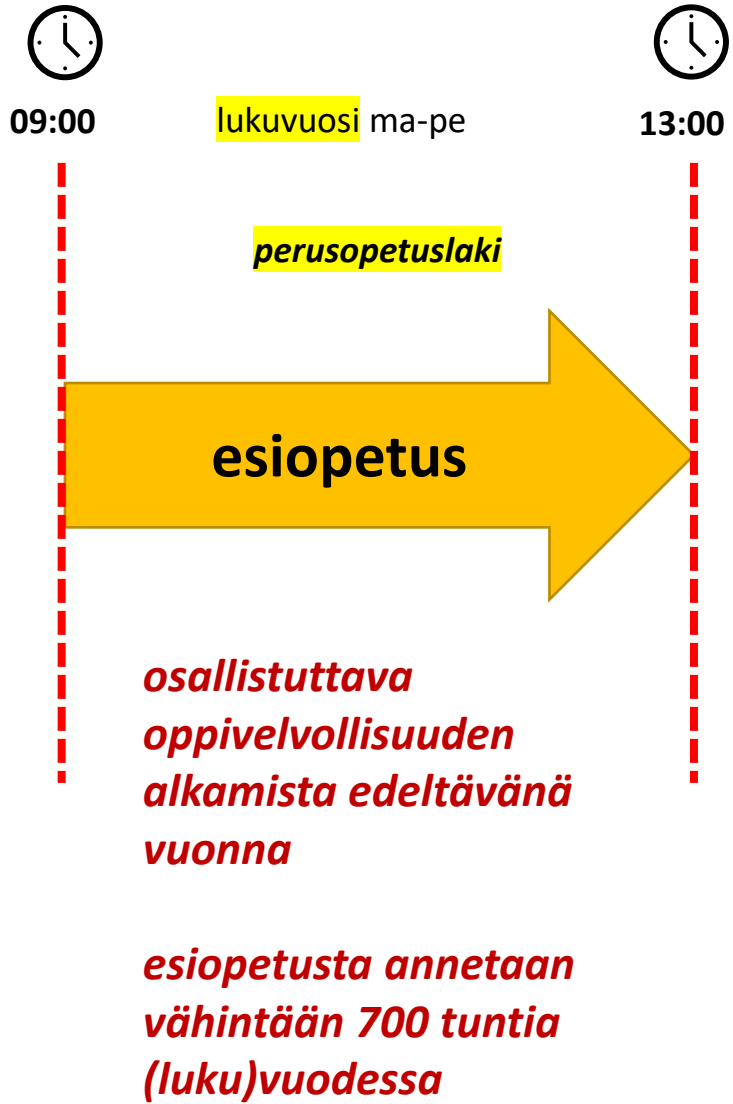 09:00 lukuvuosi ma-pe 13:00
perusopetuslaki
esiopetus
osallistuttava
oppivelvollisuuden
alkamista edeltävänä
vuonna
esiopetusta annetaan
vähintään 700 tuntia
(luku)vuodessa